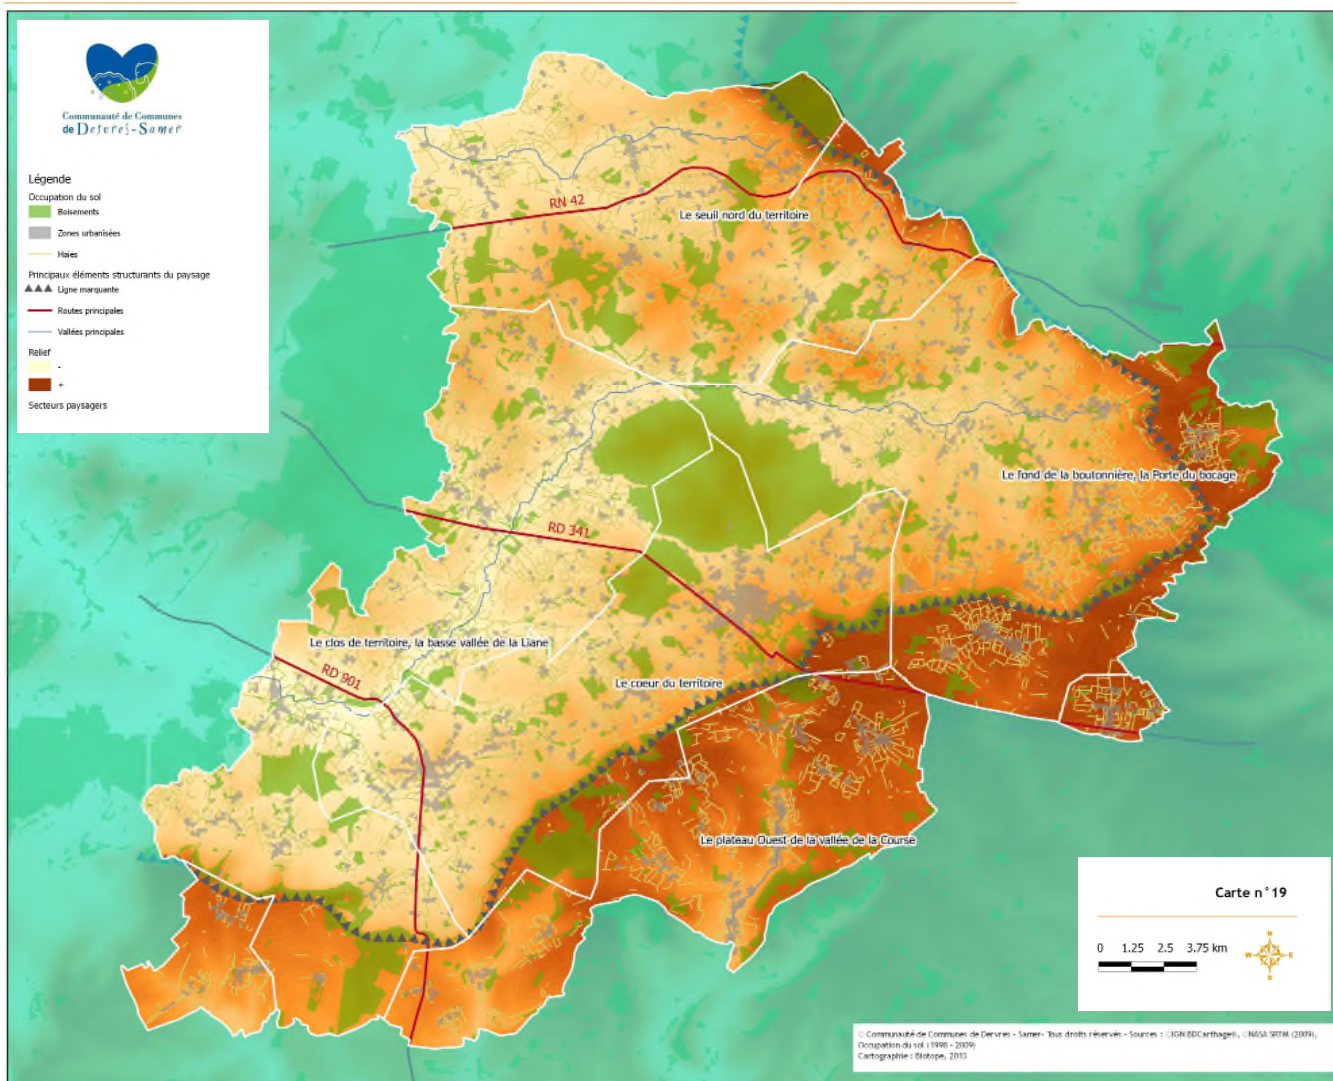 Communauté de Communes
de Desvres-Samer
Légende
Occupation du sol
Boisements
Zones urbanisées
Haies
Principaux éléments structurants du paysage
Ligne marquante
Routes principales
Vallées principales
Relief
-
+
Secteurs paysagers
RN 42
Le seuil nord du territoire
Le fond de la boutonnière, la Porte du bocage
RD 341
Le clos de territoire, la basse vallée de la Liane
RD 901
Le coeur du territoire
Le plateau Ouest de la vallée de la Course
Carte n°19
0 1.25 2.5 3.75 km
N
W E
S
© Communauté de Communes de Dervres - Samer- Tous droits réservés - Sources : ©IGN BDCarthage®, ©NASA SRTM (2009),
Occupation du sol (1998 - 2009)
Cartographie : Biotope, 2013